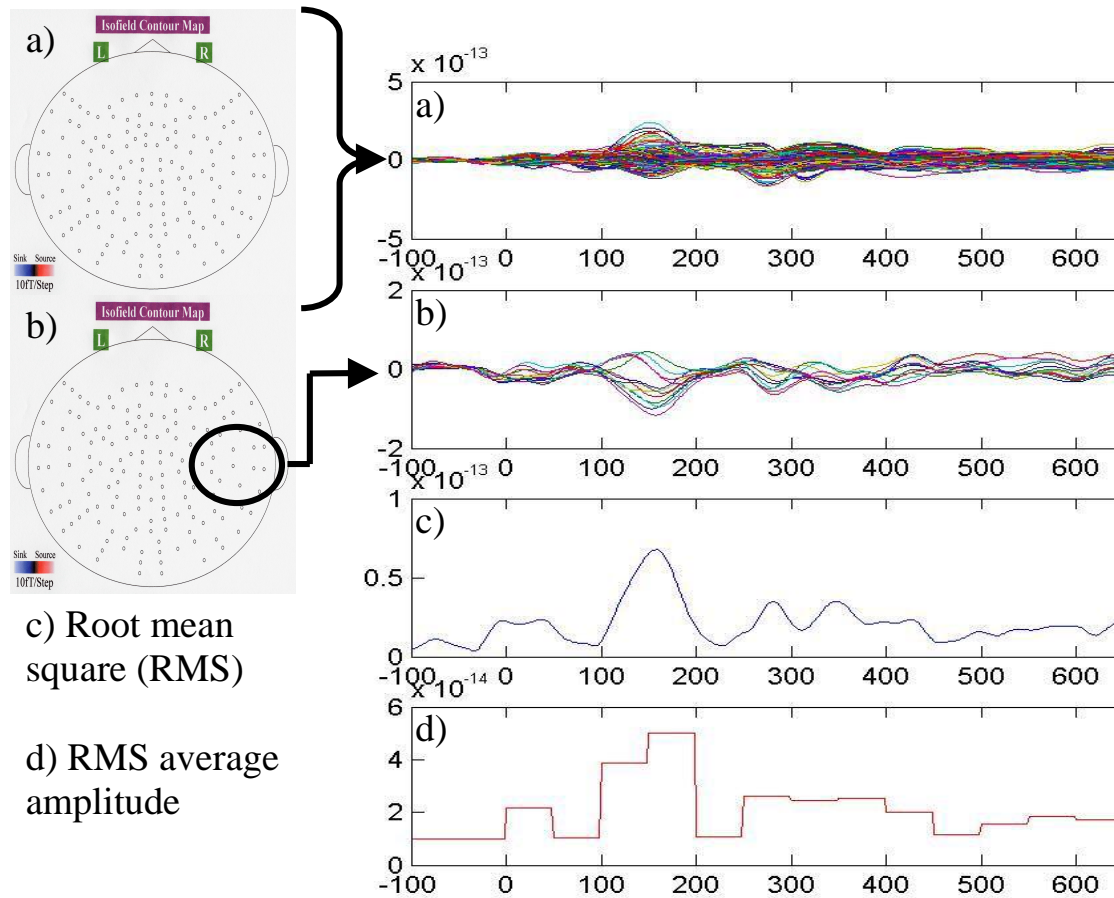 a)
Isofield Contour Map
L R
Sink Source
10fT/Step
b)
Isofield Contour Map
L R
Sink Source
10fT/Step
c) Root mean
square (RMS)
d) RMS average
amplitude
x 10-13
5
a)
0
-5
-100 0 100 200 300 400 500 600
x 10-13
2
b)
0
-2
-100 0 100 200 300 400 500 600
x 10-13
1
c)
0.5
0
-100 0 100 200 300 400 500 600
x 10-14
6
d)
4
2
0
-100 0 100 200 300 400 500 600